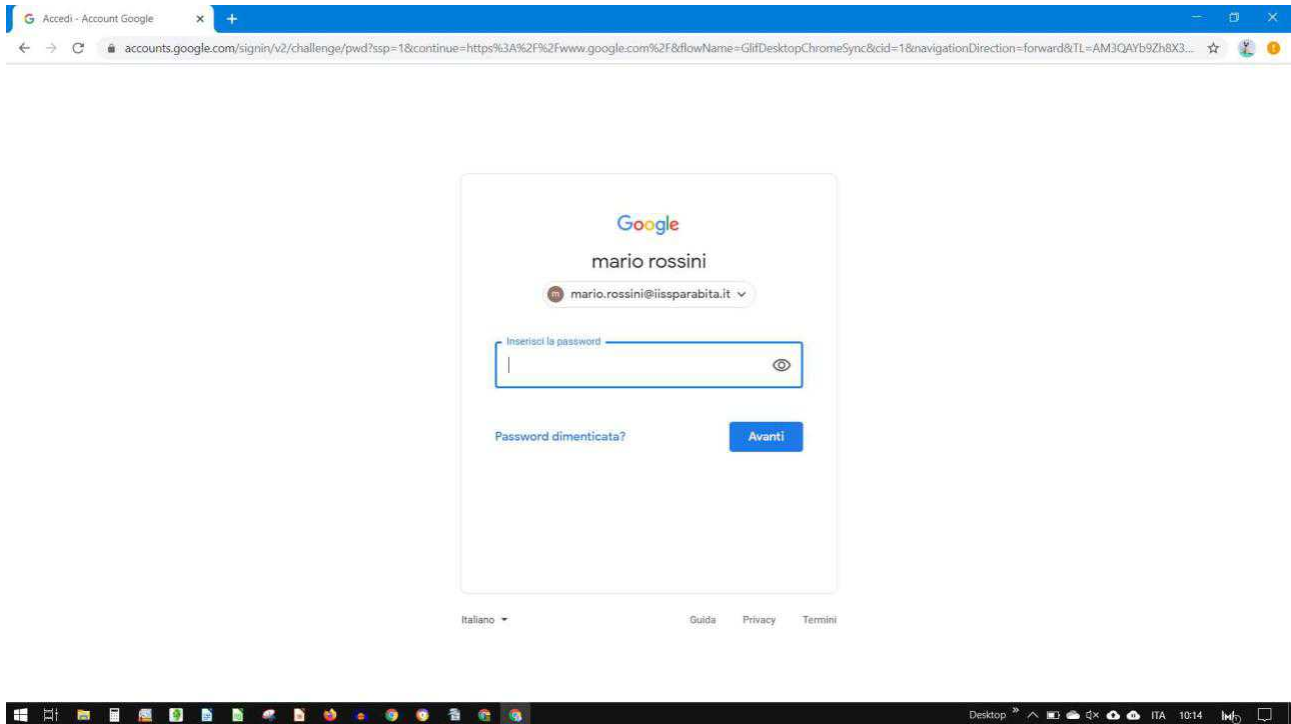 Accedi - Account Google
accounts.google.com/signin/v2/challenge/pwd?ssp=1&continue=https%3A%2F%2Fwww.google.com%2F&flowName=GlifDesktopChromeSync&cid=1&navigationDirection=forward&TL=AM3QAYb9Zh8X3...
Google
mario rossini
m mario.rossini@iissparabita.it
Inserisci la password
Password dimenticata? Avanti
Italiano Guida Privacy Termini
Desktop ITA 10:14